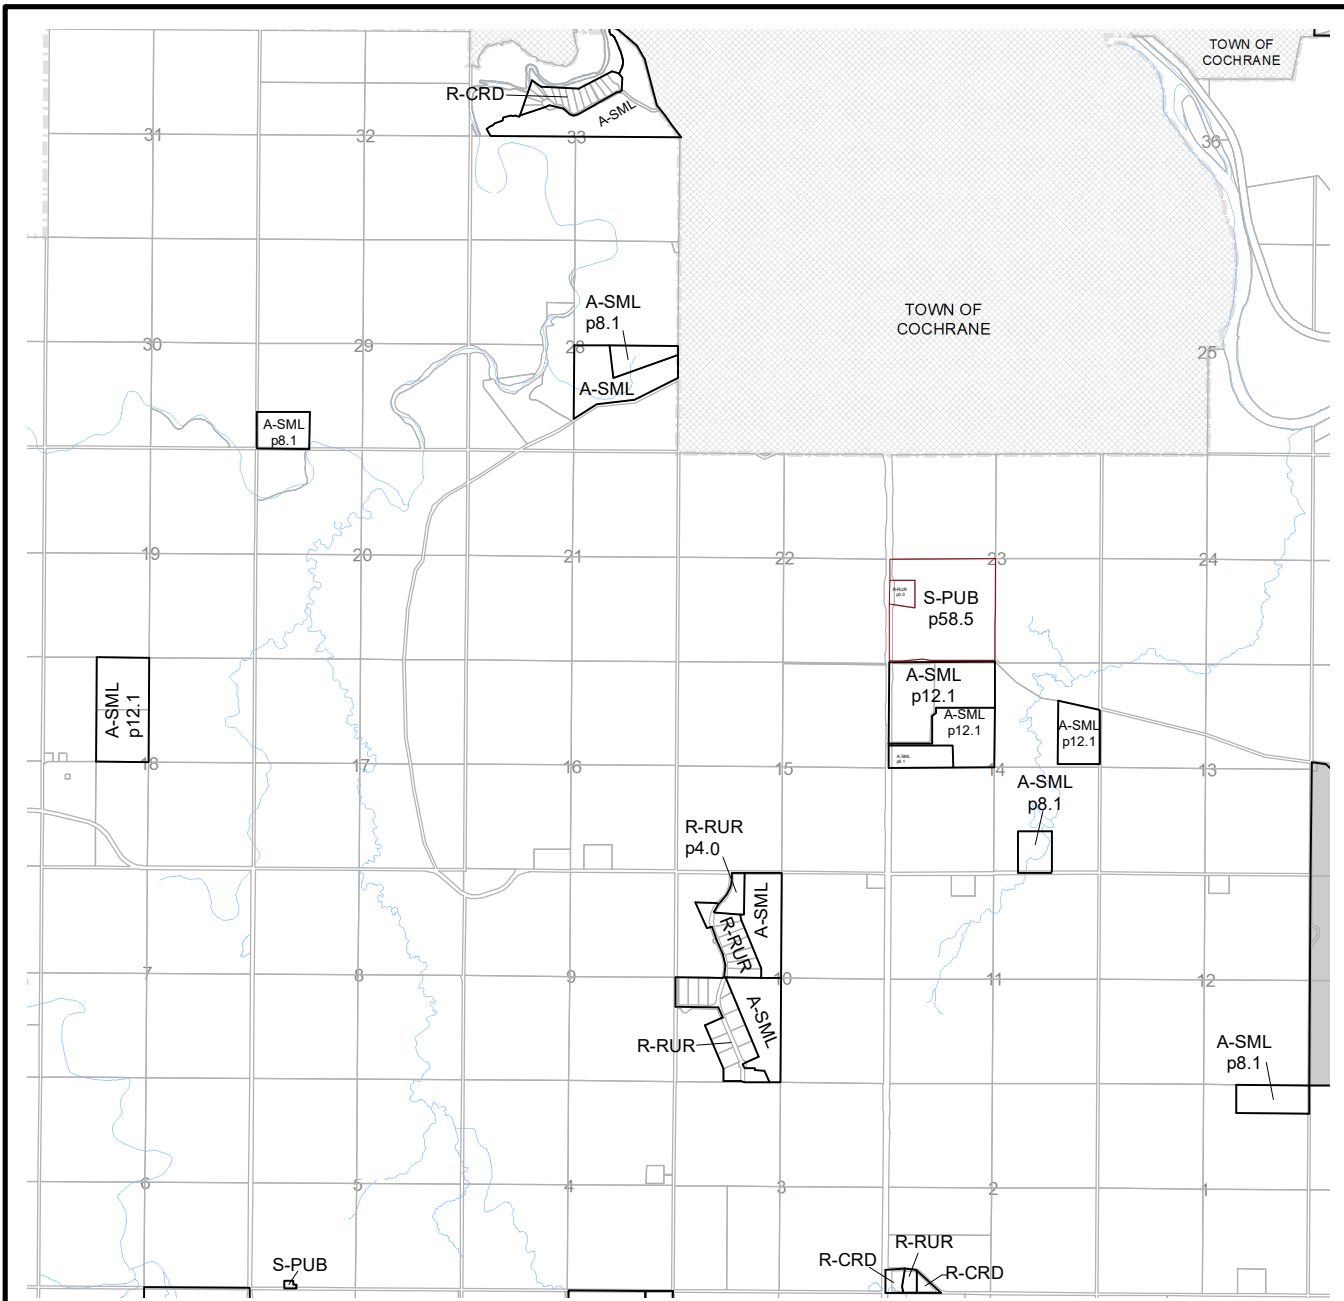 TOWN OF
COCHRANE
R-CRD
A-SML
31
32
33
36
A-SML
p8.1
TOWN OF
COCHRANE
30
29
28
25
A-SML
A-SML
p8.1
19
20
21
22
23
24
R-RUR
S-PUB
p58.5
A-SML
p12.1
A-SML
p12.1
A-SML
p12.1
A-SML
p12.1
A-SML
p8.1
18
17
16
15
14
13
A-SML
p8.1
R-RUR
p4.0
A-SML
R-RUR
7
8
9
10
11
12
A-SML
R-RUR
A-SML
p8.1
6
5
4
3
2
1
S-PUB
R-CRD
R-RUR
R-CRD